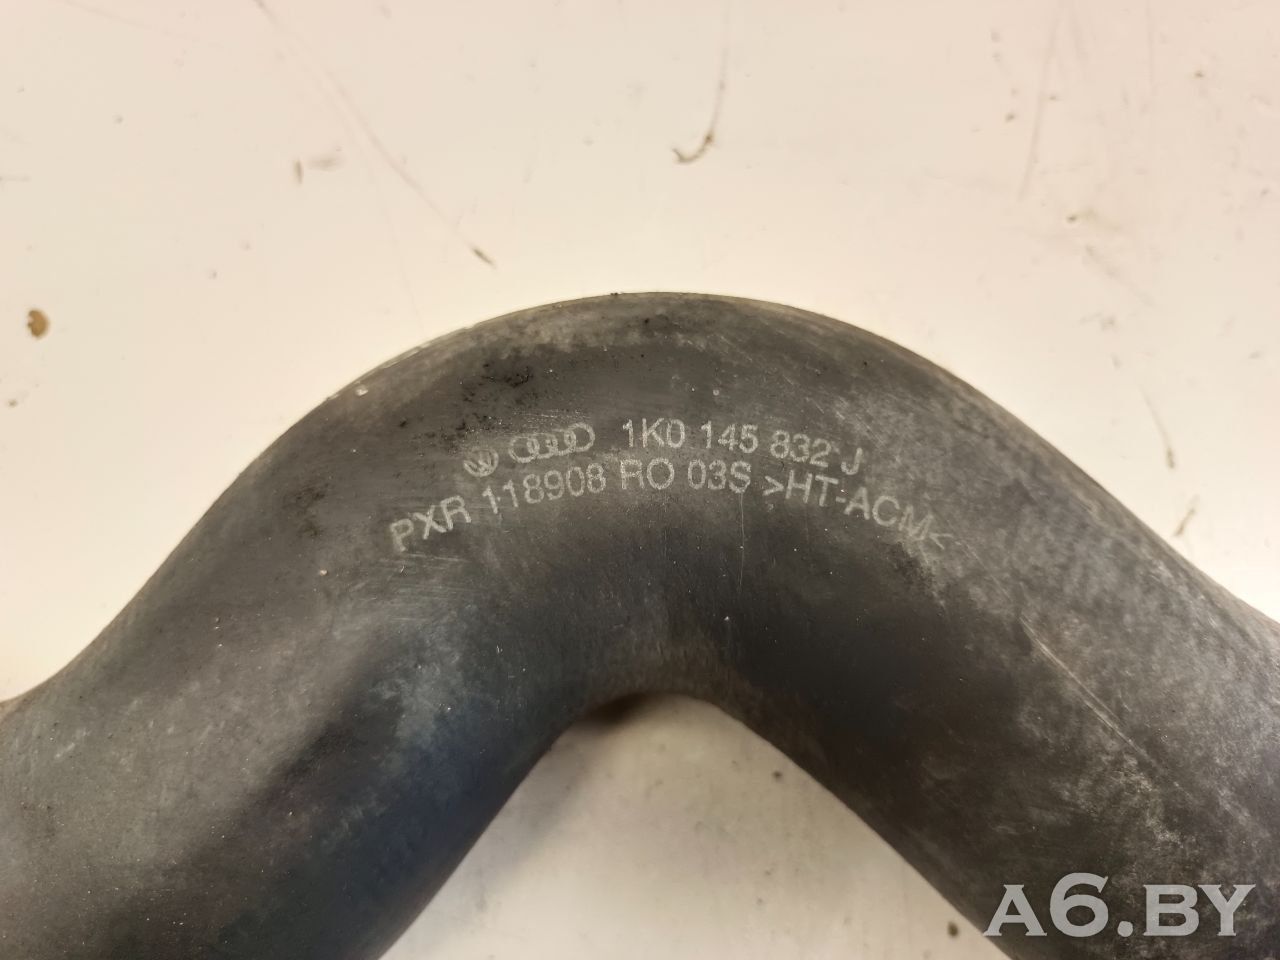 1K0 145 832 J
PXR 118908 RO 03S >HT-ACM<
A6.BY